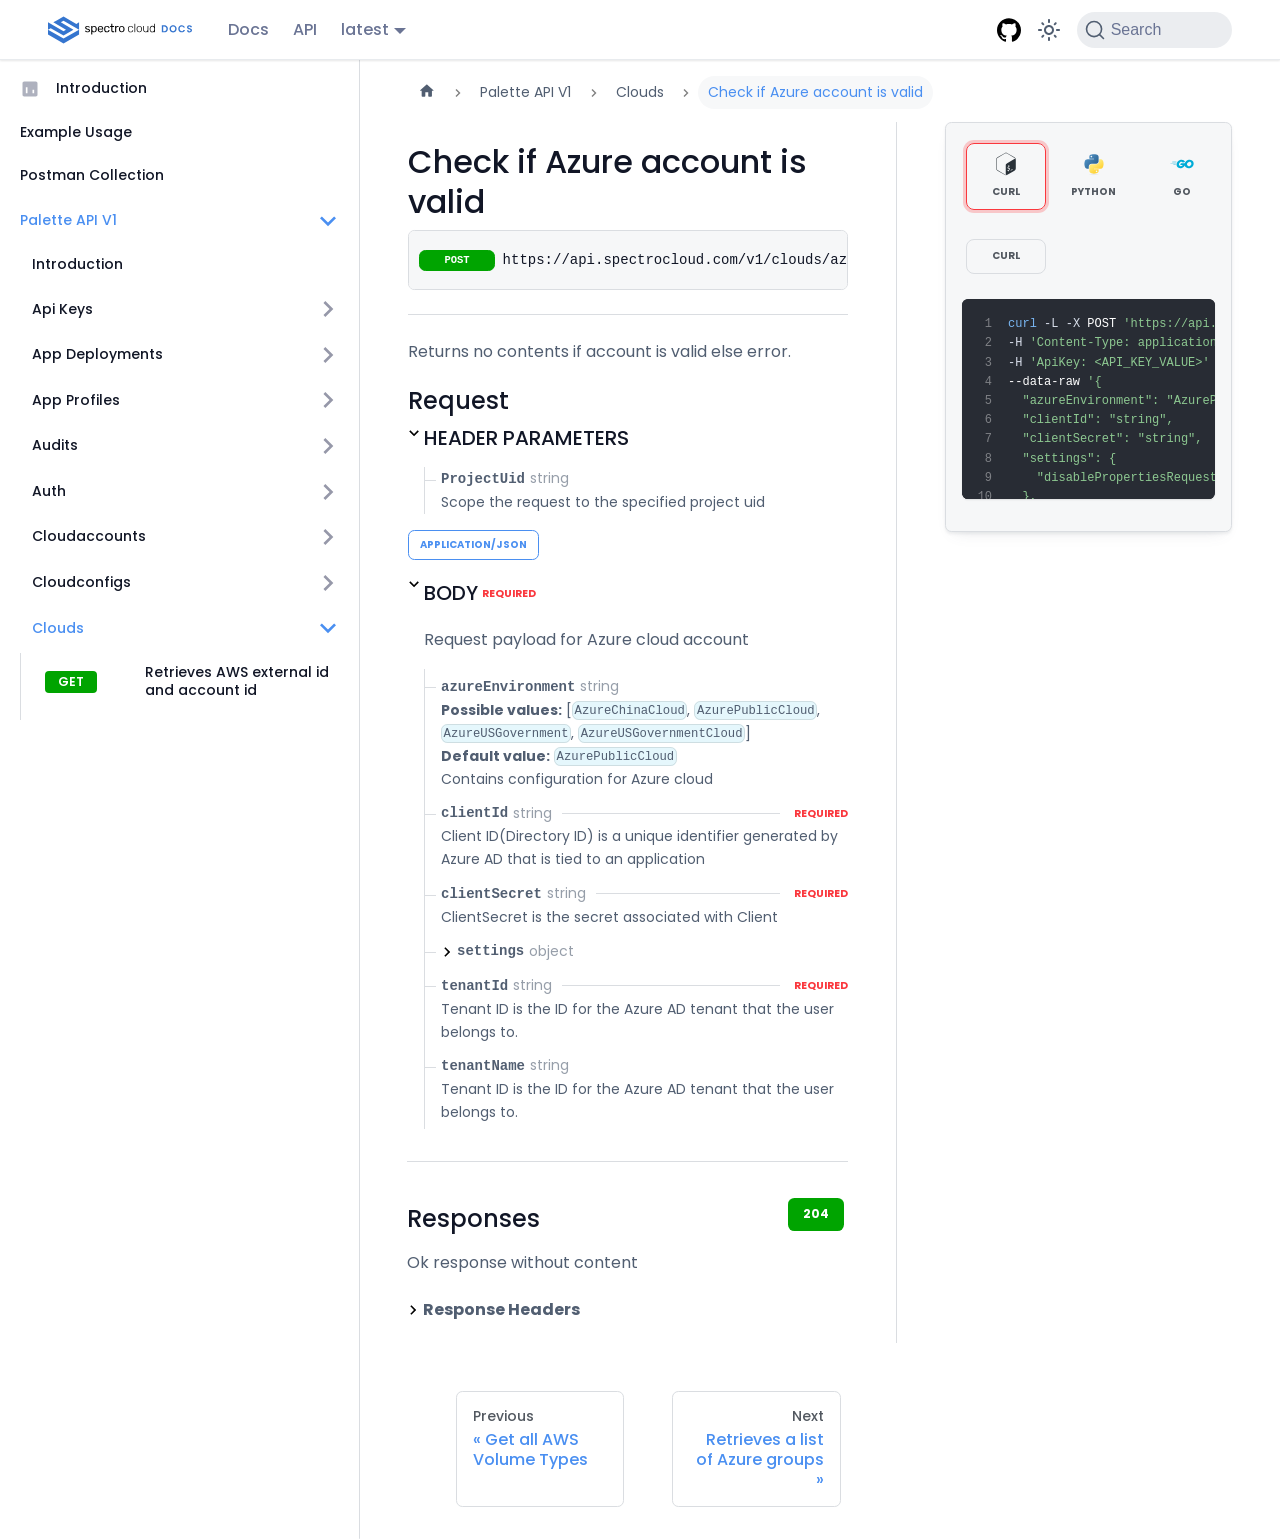 spectro cloud DOCS
Docs
API
latest
Search
Introduction
Example Usage
Postman Collection
Palette API V1
Introduction
Api Keys
App Deployments
App Profiles
Audits
Auth
Cloudaccounts
Cloudconfigs
Clouds
GET
Retrieves AWS external id
and account id
Palette API V1
Clouds
Check if Azure account is valid
Check if Azure account is
valid
POST https://api.spectrocloud.com/v1/clouds/az
Returns no contents if account is valid else error.
Request
HEADER PARAMETERS
ProjectUid string
Scope the request to the specified project uid
APPLICATION/JSON
BODY REQUIRED
Request payload for Azure cloud account
azureEnvironment string
Possible values: [AzureChinaCloud, AzurePublicCloud,
AzureUSGovernment, AzureUSGovernmentCloud]
Default value: AzurePublicCloud
Contains configuration for Azure cloud
clientId string REQUIRED
Client ID(Directory ID) is a unique identifier generated by
Azure AD that is tied to an application
clientSecret string REQUIRED
ClientSecret is the secret associated with Client
settings object
tenantId string REQUIRED
Tenant ID is the ID for the Azure AD tenant that the user
belongs to.
tenantName string
Tenant ID is the ID for the Azure AD tenant that the user
belongs to.
Responses
204
Ok response without content
Response Headers
Previous
« Get all AWS
Volume Types
Next
Retrieves a list
of Azure groups
»
CURL
PYTHON
GO
CURL
1 curl -L -X POST 'https://api.
2 -H 'Content-Type: application
3 -H 'ApiKey: <API_KEY_VALUE>'
4 --data-raw '{
5 "azureEnvironment": "AzureP
6 "clientId": "string",
7 "clientSecret": "string",
8 "settings": {
9 "disablePropertiesRequest
10 },